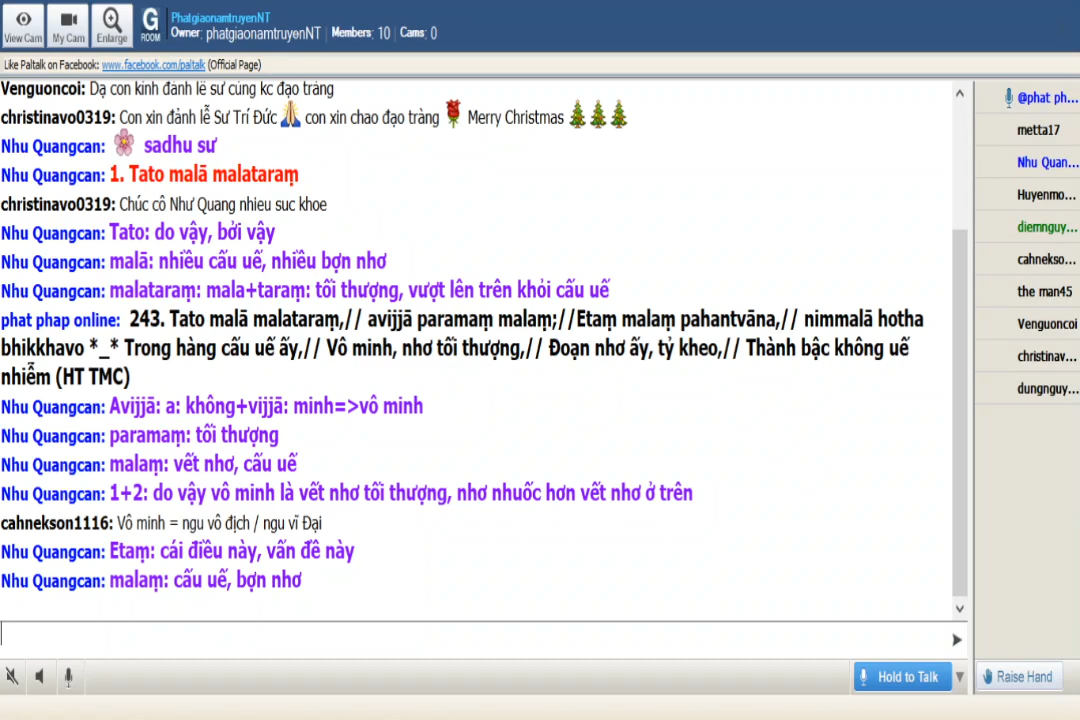 View Cam
My Cam
Enlarge
G
ROOM
PhatgiaonamtruyenNT
Owner: phatgiaonamtruyenNT | Members: 10 | Cams: 0
Like Paltalk on Facebook: www.facebook.com/paltalk (Official Page)
Venguoncoi: Dạ con kính đảnh lễ sư cùng kc đạo tràng
christinavo0319: Con xin đảnh lễ Sư Trí Đức con xin chao đạo tràng Merry Christmas
Nhu Quangcan: sadhu sư
Nhu Quangcan: 1. Tato malā malataraṃ
christinavo0319: Chúc cô Như Quang nhieu suc khoe
Nhu Quangcan: Tato: do vậy, bởi vậy
Nhu Quangcan: malā: nhiều cấu uế, nhiều bợn nhơ
Nhu Quangcan: malataraṃ: mala+taraṃ: tối thượng, vượt lên trên khỏi cấu uế
phat phap online: 243. Tato malā malataraṃ,// avijjā paramaṃ malaṃ;//Etaṃ malaṃ pahantvāna,// nimmalā hotha
bhikkhavo *_* Trong hàng cấu uế ấy,// Vô minh, nhơ tối thượng,// Đoạn nhơ ấy, tỷ kheo,// Thành bậc không uế
nhiễm (HT TMC)
Nhu Quangcan: Avijjā: a: không+vijjā: minh=>vô minh
Nhu Quangcan: paramaṃ: tối thượng
Nhu Quangcan: malaṃ: vết nhơ, cấu uế
Nhu Quangcan: 1+2: do vậy vô minh là vết nhơ tối thượng, nhơ nhuốc hơn vết nhơ ở trên
cahnekson1116: Vô minh = ngu vô địch / ngu vĩ Đại
Nhu Quangcan: Etaṃ: cái điều này, vấn đề này
Nhu Quangcan: malaṃ: cấu uế, bợn nhơ
@phat ph...
metta17
Nhu Quan...
Huyenmo...
diemnguy...
cahnekso...
the man45
Venguoncoi
christinav...
dungnguy...
Hold to Talk
Raise Hand